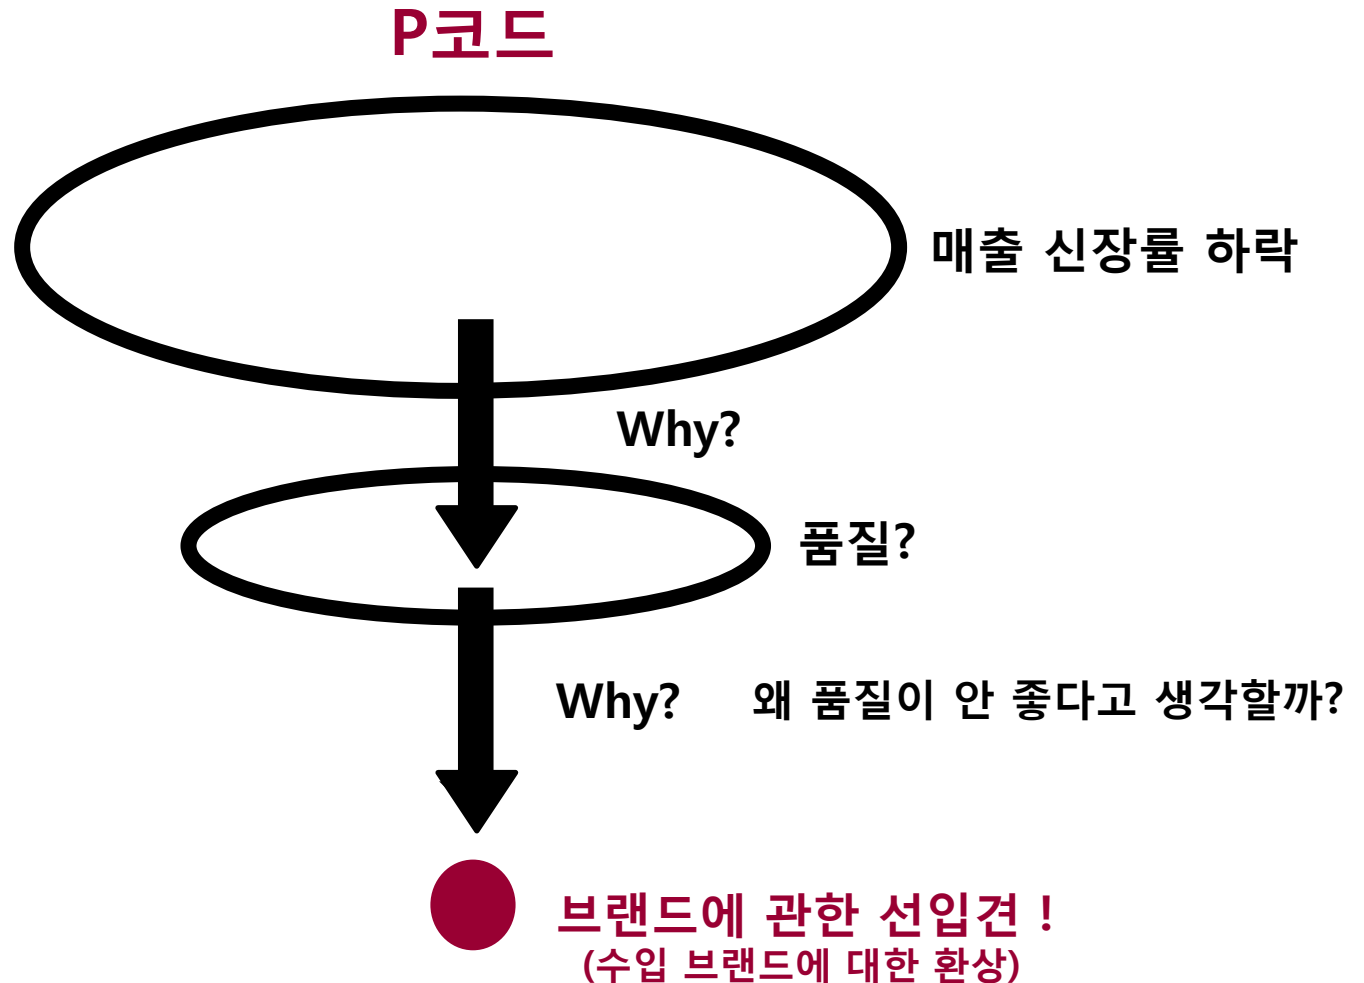 P코드
매출 신장률 하락
Why?
품질?
Why? 왜 품질이 안 좋다고 생각할까?
브랜드에 관한 선입견 !
(수입 브랜드에 대한 환상)